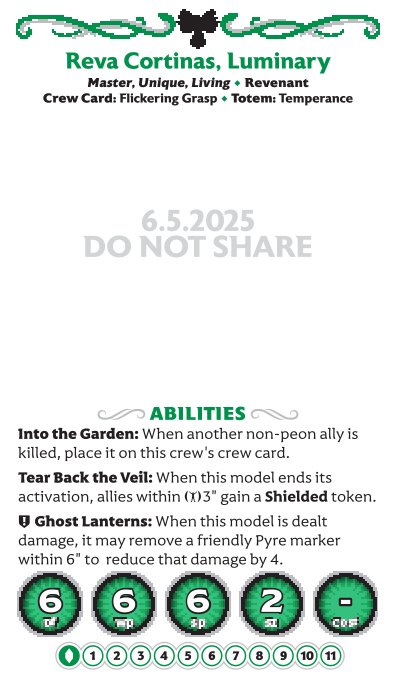 Reva Cortinas, Luminary
Master, Unique, Living ♦ Revenant
Crew Card: Flickering Grasp ♦ Totem: Temperance
6.5.2025
DO NOT SHARE
ABILITIES
Into the Garden: When another non-peon ally is
killed, place it on this crew's crew card.
Tear Back the Veil: When this model ends its
activation, allies within 3" gain a Shielded token.
Ghost Lanterns: When this model is dealt
damage, it may remove a friendly Pyre marker
within 6" to reduce that damage by 4.
6 6 6 2 -
Df Wp Sp Sz Cost
1 2 3 4 5 6 7 8 9 10 11